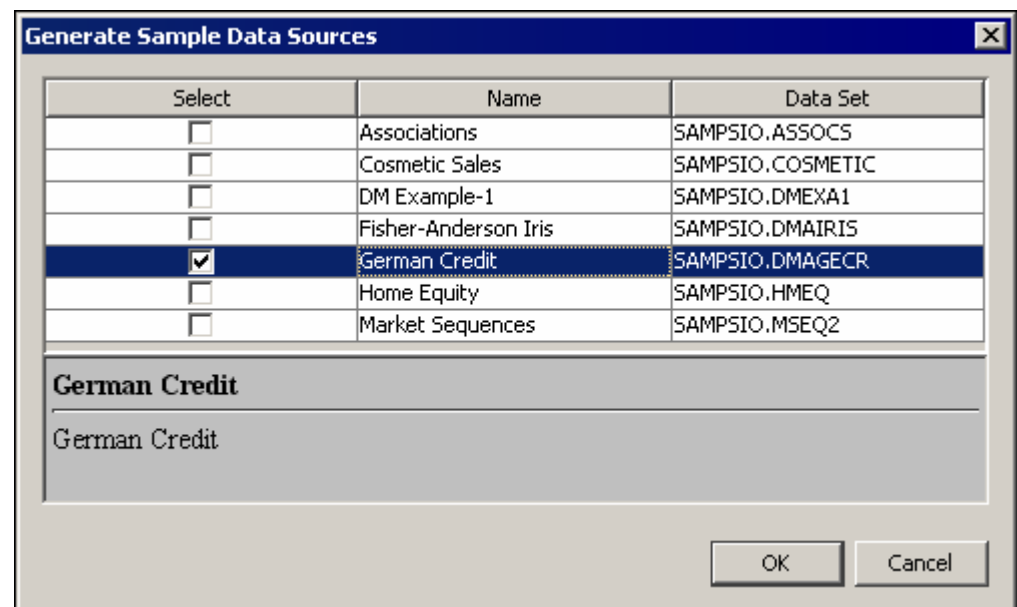 Generate Sample Data Sources
Select Name Data Set
Associations SAMPSIO.ASSOCS
Cosmetic Sales SAMPSIO.COSMETIC
DM Example-1 SAMPSIO.DMEXA1
Fisher-Anderson Iris SAMPSIO.DMAIRIS
German Credit SAMPSIO.DMAGECR
Home Equity SAMPSIO.HMEQ
Market Sequences SAMPSIO.MSEQ2
German Credit
German Credit
OK Cancel